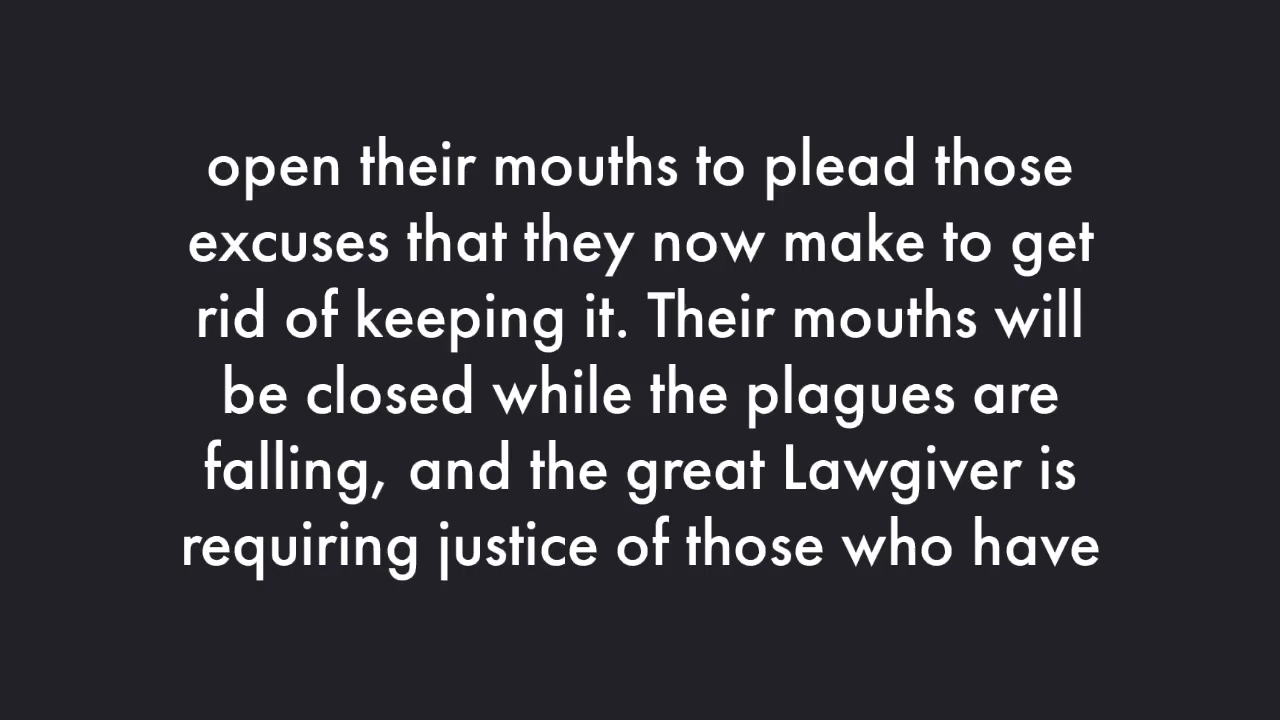 open their mouths to plead those
excuses that they now make to get
rid of keeping it. Their mouths will
be closed while the plagues are
falling, and the great Lawgiver is
requiring justice of those who have